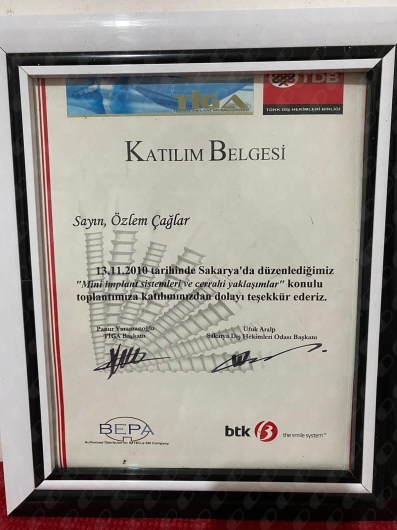 TİGA
TDB
TÜRK DİŞ HEKİMLERİ BİRLİĞİ
KATILIM BELGESİ
Sayın, Özlem Çağlar
13.11.2010 tarihinde Sakarya'da düzenlediğimiz
"Mini implant sistemleri ve cerrahi yaklaşımlar" konulu
toplantımıza katılımınızdan dolayı teşekkür ederiz.
Ufuk Aralp
TİGA Başkanı
Sakarya Diş Hekimleri Odası Başkanı
BEPA
btk
the smile system™